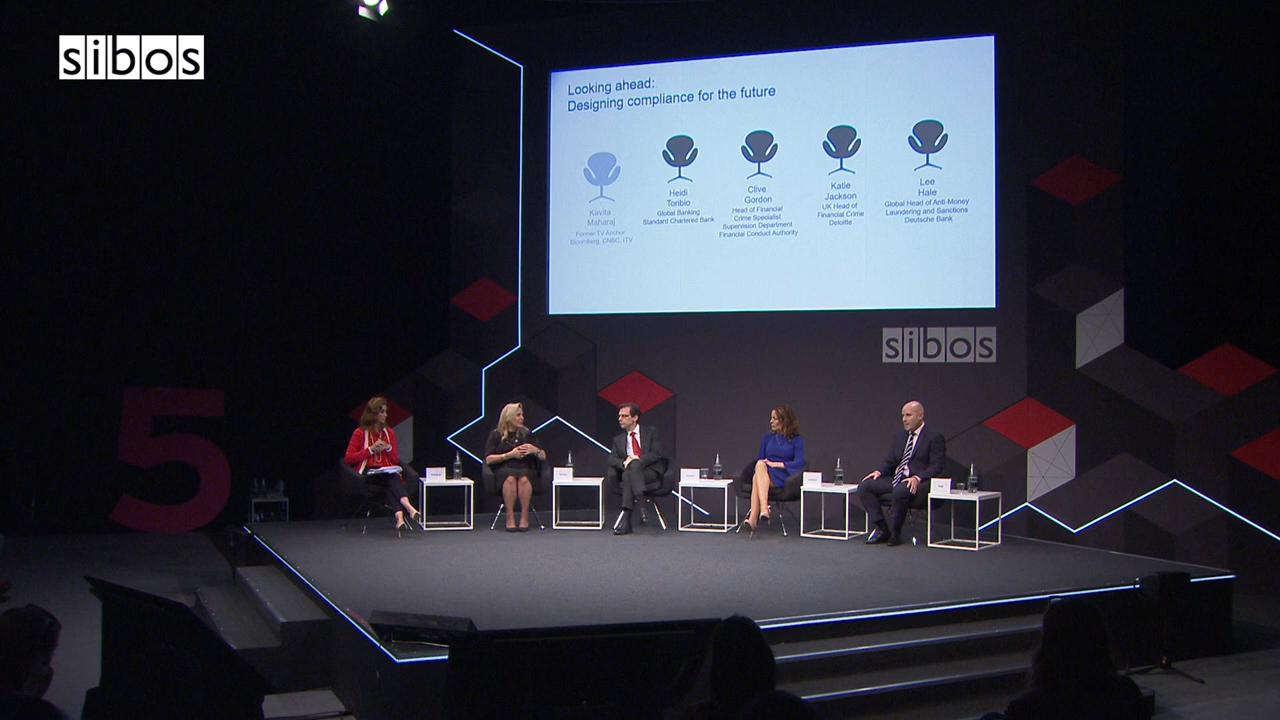 sibos
Looking ahead:
Designing compliance for the future
Kavita
Maharaj
Former TV Anchor
Bloomberg, CNBC, ITV
Heidi
Toribio
Global Banking
Standard Chartered Bank
Clive
Gordon
Head of Financial
Crime Specialist
Supervision Department
Financial Conduct Authority
Katie
Jackson
UK Head of
Financial Crime
Deloitte
Lee
Hale
Global Head of Anti-Money
Laundering and Sanctions
Deutsche Bank
sibos
5